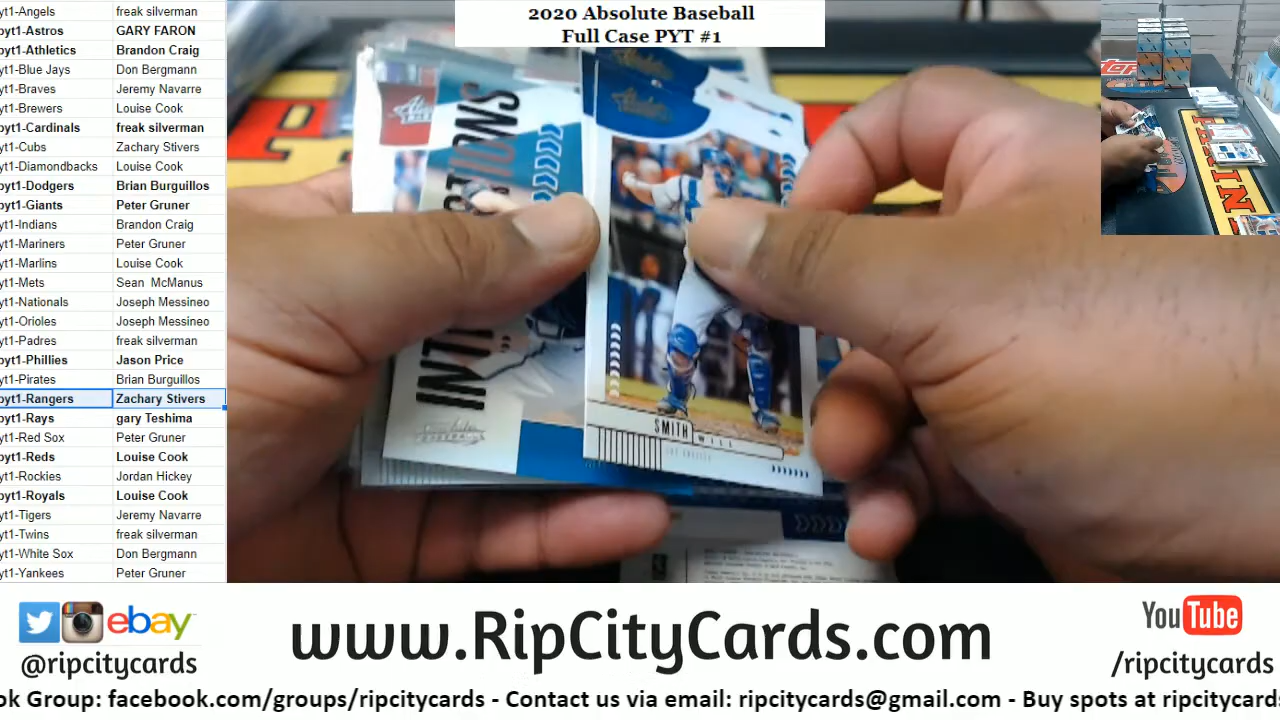 2020 Absolute Baseball
Full Case PYT #1
yt1-Angels freak silverman
pyt1-Astros GARY FARON
pyt1-Athletics Brandon Craig
yt1-Blue Jays Don Bergmann
yt1-Braves Jeremy Navarre
yt1-Brewers Louise Cook
pyt1-Cardinals freak silverman
yt1-Cubs Zachary Stivers
yt1-Diamondbacks Louise Cook
pyt1-Dodgers Brian Burguillos
pyt1-Giants Peter Gruner
yt1-Indians Brandon Craig
yt1-Mariners Peter Gruner
yt1-Marlins Louise Cook
yt1-Mets Sean McManus
yt1-Nationals Joseph Messineo
yt1-Orioles Joseph Messineo
yt1-Padres freak silverman
pyt1-Phillies Jason Price
yt1-Pirates Brian Burguillos
pyt1-Rangers Zachary Stivers
pyt1-Rays gary Teshima
yt1-Red Sox Peter Gruner
pyt1-Reds Louise Cook
yt1-Rockies Jordan Hickey
pyt1-Royals Louise Cook
yt1-Tigers Jeremy Navarre
yt1-Twins freak silverman
yt1-White Sox Don Bergmann
yt1-Yankees Peter Gruner
SMITH WILL
LOS ANGELES
ebay
@ripcitycards
www.RipCityCards.com
YouTube
/ripcitycards
ok Group: facebook.com/groups/ripcitycards - Contact us via email: ripcitycards@gmail.com - Buy spots at ripcitycards